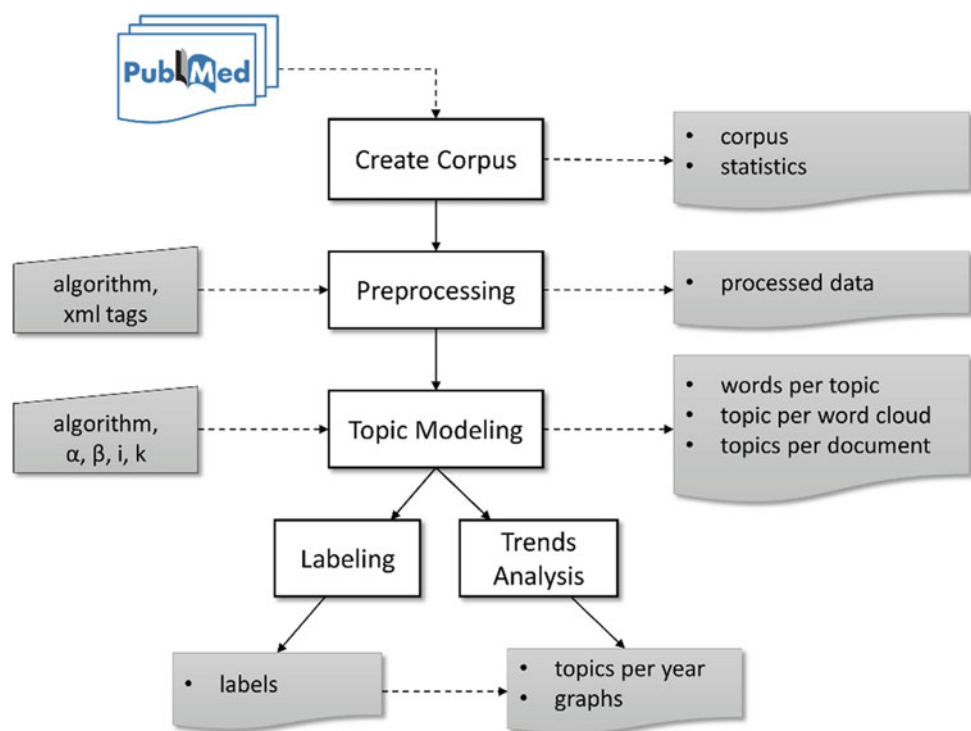 PubMed
Create Corpus
• corpus
• statistics
algorithm,
xml tags
Preprocessing
• processed data
algorithm,
α, β, i, k
Topic Modeling
• words per topic
• topic per word cloud
• topics per document
Labeling
Trends
Analysis
• labels
• topics per year
• graphs